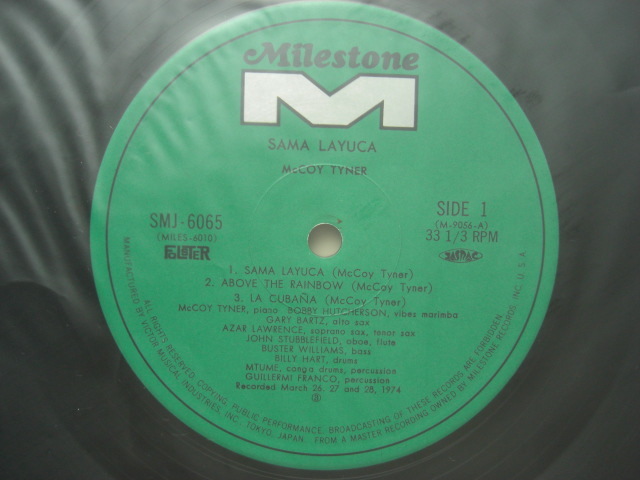 Milestone
M
SAMA LAYUCA
McCOY TYNER
SMJ-6065
(MILES-6010)
SIDE 1
(M-9056-A)
33 1/3 RPM
1. SAMA LAYUCA (McCoy Tyner)
2. ABOVE THE RAINBOW (McCoy Tyner)
3. LA CUBAÑA (McCoy Tyner)
McCOY TYNER, piano BOBBY HUTCHERSON, vibes marimba
GARY BARTZ, alto sax
AZAR LAWRENCE, soprano sax, tenor sax
JOHN STUBBLEFIELD, oboe, flute
BUSTER WILLIAMS, bass
BILLY HART, drums
MTUME, conga drums, percussion
GUILLERMI FRANCO, percussion
Recorded March 26, 27 and 28, 1974
MANUFACTURED BY VICTOR MUSICAL INDUSTRIES, INC., TOKYO, JAPAN. FROM A MASTER RECORDING OWNED BY MILESTONE RECORDS INC. U.S.A.
ALL RIGHTS RESERVED COPYING, PUBLIC PERFORMANCE, BROADCASTING OF THESE RECORDS ARE FORBIDDEN.